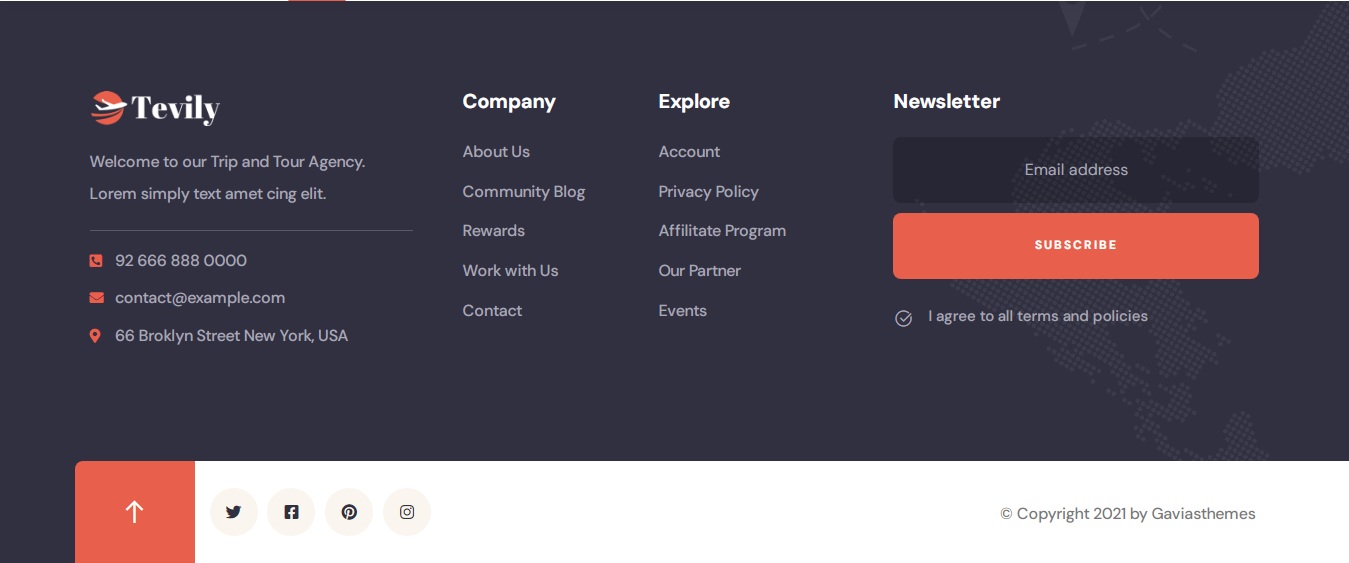 Tevily
Welcome to our Trip and Tour Agency.
Lorem simply text amet cing elit.
92 666 888 0000
contact@example.com
66 Broklyn Street New York, USA
Company
About Us
Community Blog
Rewards
Work with Us
Contact
Explore
Account
Privacy Policy
Affilitate Program
Our Partner
Events
Newsletter
Email address
SUBSCRIBE
I agree to all terms and policies
© Copyright 2021 by Gaviasthemes